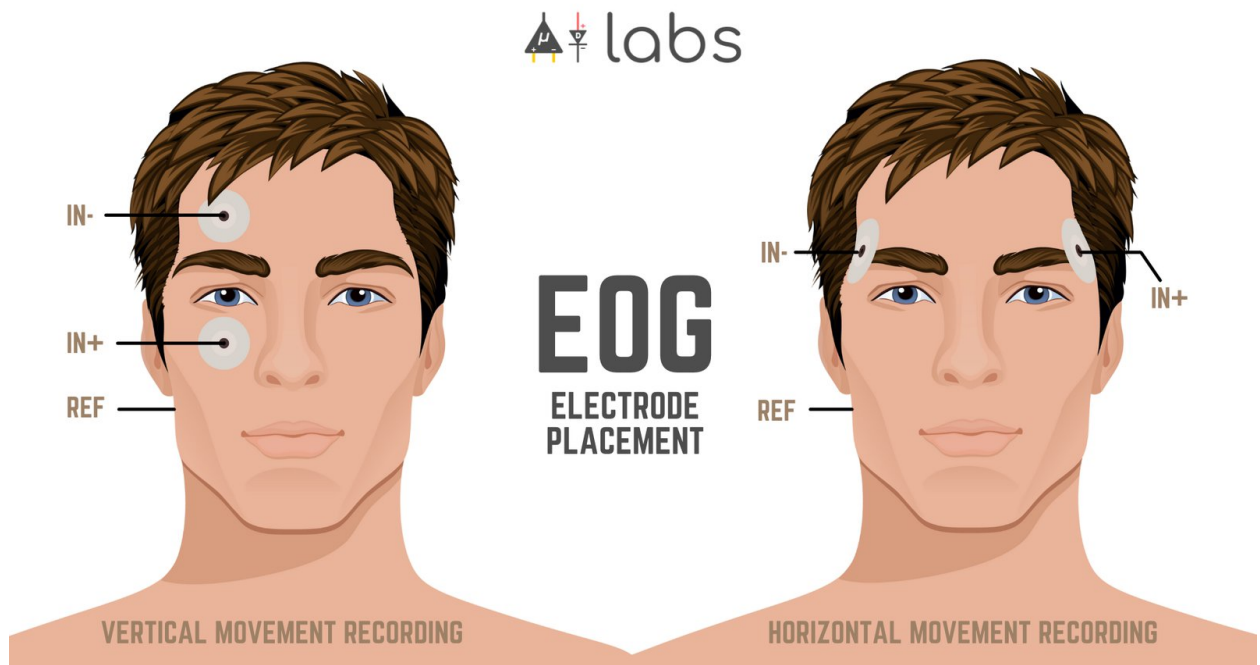 μ
D
+
+ -
labs
IN-
IN+
REF
EOG
ELECTRODE
PLACEMENT
IN-
IN+
REF
VERTICAL MOVEMENT RECORDING
HORIZONTAL MOVEMENT RECORDING